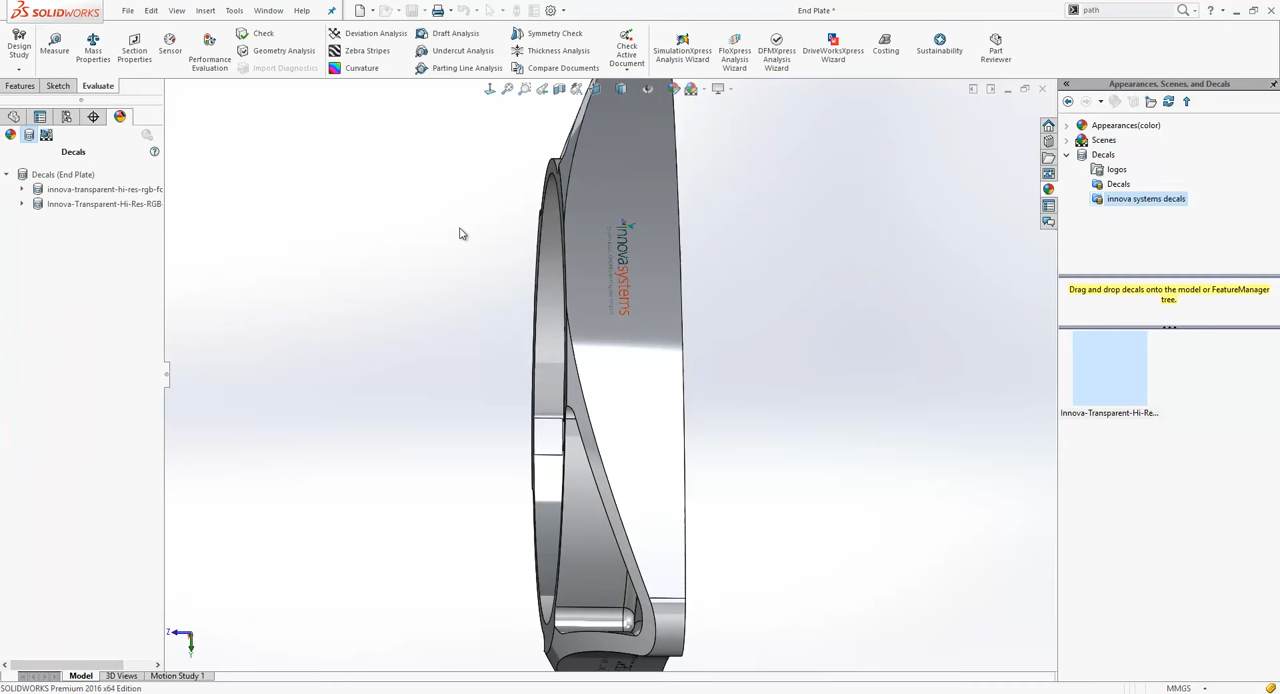 SOLIDWORKS
File Edit View Insert Tools Window Help
End Plate *
path
Design Study
Measure
Mass Properties
Section Properties
Sensor
Performance Evaluation
Check
Geometry Analysis
Import Diagnostics
Deviation Analysis
Zebra Stripes
Curvature
Draft Analysis
Undercut Analysis
Parting Line Analysis
Symmetry Check
Thickness Analysis
Compare Documents
Check Active Document
SimulationXpress Analysis Wizard
FloXpress Analysis Wizard
DFMXpress Analysis Wizard
DriveWorksXpress Wizard
Costing
Sustainability
Part Reviewer
Features Sketch Evaluate
Decals
Decals (End Plate)
innova-transparent-hi-res-rgb-fc
Innova-Transparent-Hi-Res-RGB-
innovasystems
Z
Y
Appearances, Scenes, and Decals
Appearances(color)
Scenes
Decals
logos
Decals
innova systems decals
Drag and drop decals onto the model or FeatureManager
tree.
Innova-Transparent-Hi-Re...
Model 3D Views Motion Study 1
SOLIDWORKS Premium 2016 x64 Edition
MMGS